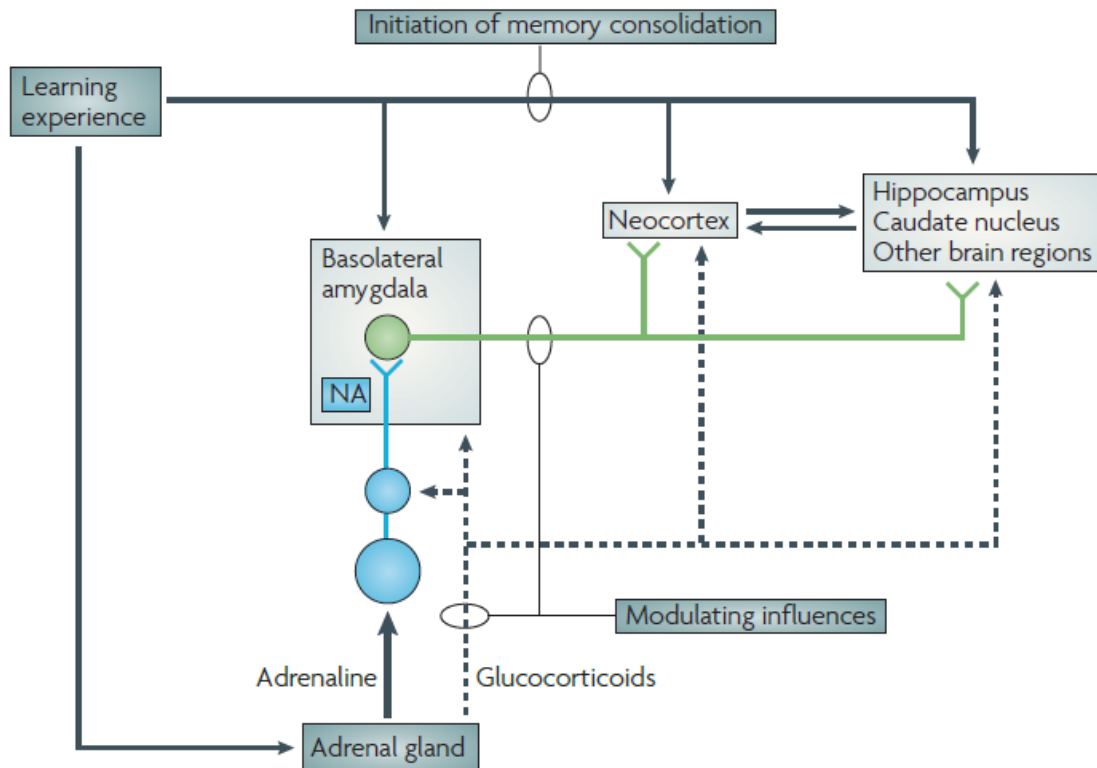 Initiation of memory consolidation
Learning
experience
Hippocampus
Caudate nucleus
Other brain regions
Neocortex
Basolateral
amygdala
NA
Modulating influences
Adrenaline
Glucocorticoids
Adrenal gland